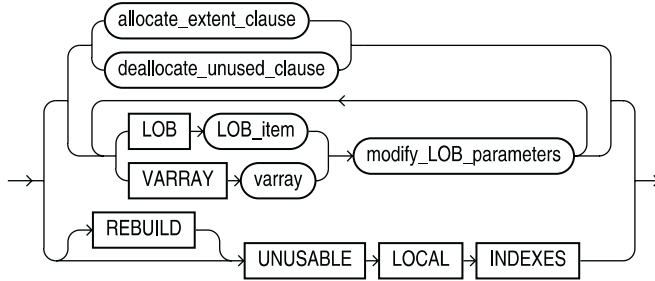 allocate_extent_clause
deallocate_unused_clause
LOB LOB_item
modify_LOB_parameters
VARRAY varray
REBUILD
UNUSABLE LOCAL INDEXES